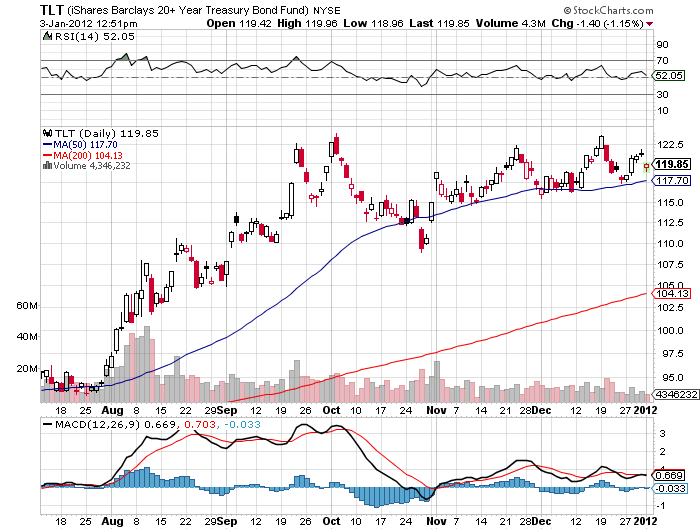 TLT (iShares Barclays 20+ Year Treasury Bond Fund) NYSE © StockCharts.com
3-Jan-2012 12:51pm Open 119.42 High 119.96 Low 118.96 Last 119.85 Volume 4.3M Chg -1.40 (-1.15%)
RSI(14) 52.05
90
70
52.05
30
10
TLT (Daily) 119.85
MA(50) 117.70
MA(200) 104.13
Volume 4,346,232
122.5
119.85
117.70
115.0
112.5
110.0
107.5
105.0
104.13
102.5
100.0
97.5
95.0
4346232
60M
40M
20M
18 25 Aug 8 15 22 29 Sep 12 19 26 Oct 10 17 24 Nov 7 14 21 28 Dec 12 19 27 2012
MACD(12,26,9) 0.669, 0.703, -0.033
3
2
0.669
-0.033
-1
18 25 Aug 8 15 22 29 Sep 12 19 26 Oct 10 17 24 Nov 7 14 21 28 Dec 12 19 27 2012